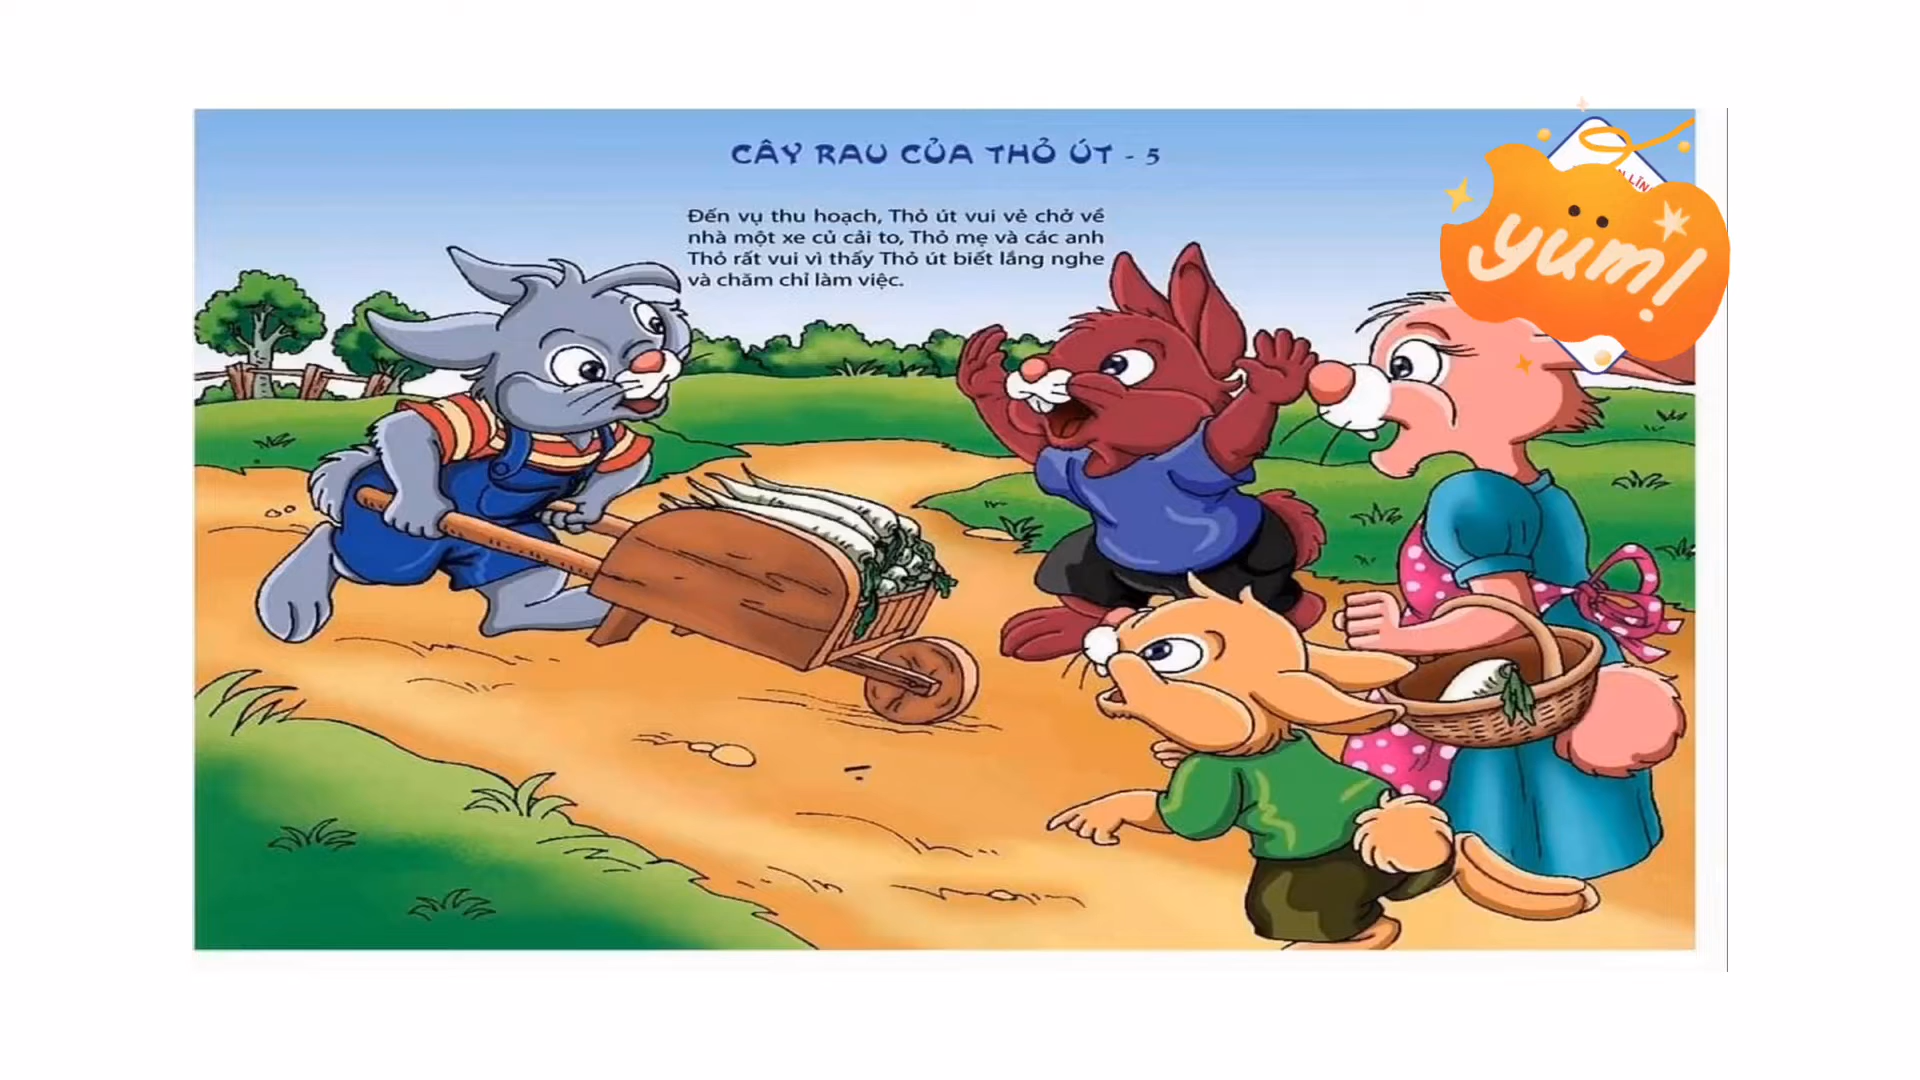 CÂY RAU CỦA THỎ ÚT - 5
Đến vụ thu hoạch, Thỏ út vui vẻ chở về
nhà một xe củ cải to, Thỏ mẹ và các anh
Thỏ rất vui vì thấy Thỏ út biết lắng nghe
và chăm chỉ làm việc.
yum!